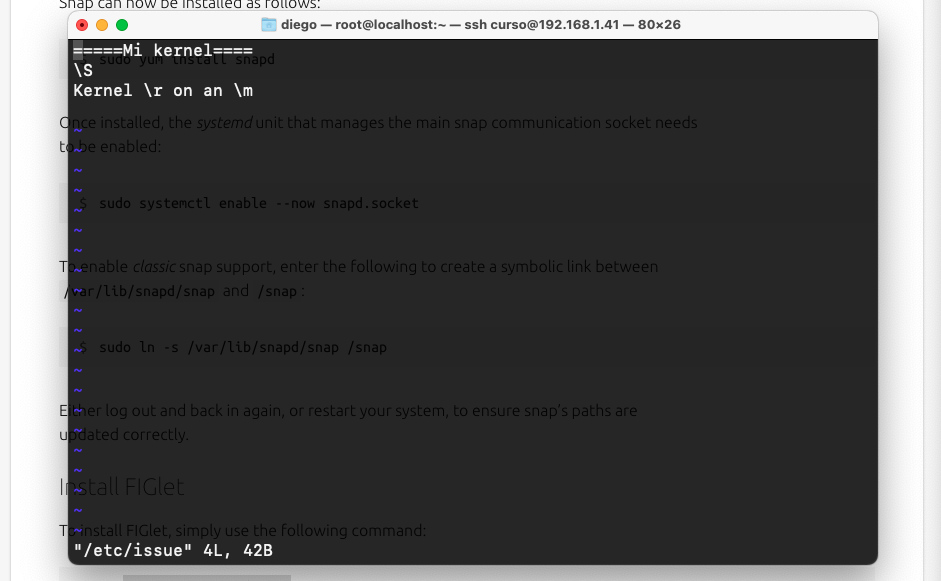 Snap can now be installed as follows:
diego — root@localhost:~ — ssh curso@192.168.1.41 — 80×26
=====Mi kernel====
sudo yum install snapd
\S
Kernel \r on an \m
Once installed, the systemd unit that manages the main snap communication socket needs
~
to be enabled:
~
~
~
$ sudo systemctl enable --now snapd.socket
~
~
~
To enable classic snap support, enter the following to create a symbolic link between
~
/var/lib/snapd/snap and /snap :
~
~
~
$ sudo ln -s /var/lib/snapd/snap /snap
~
~
~
Either log out and back in again, or restart your system, to ensure snap's paths are
~
updated correctly.
~
~
~
Install FIGlet
~
~
To install FIGlet, simply use the following command:
~
"/etc/issue" 4L, 42B